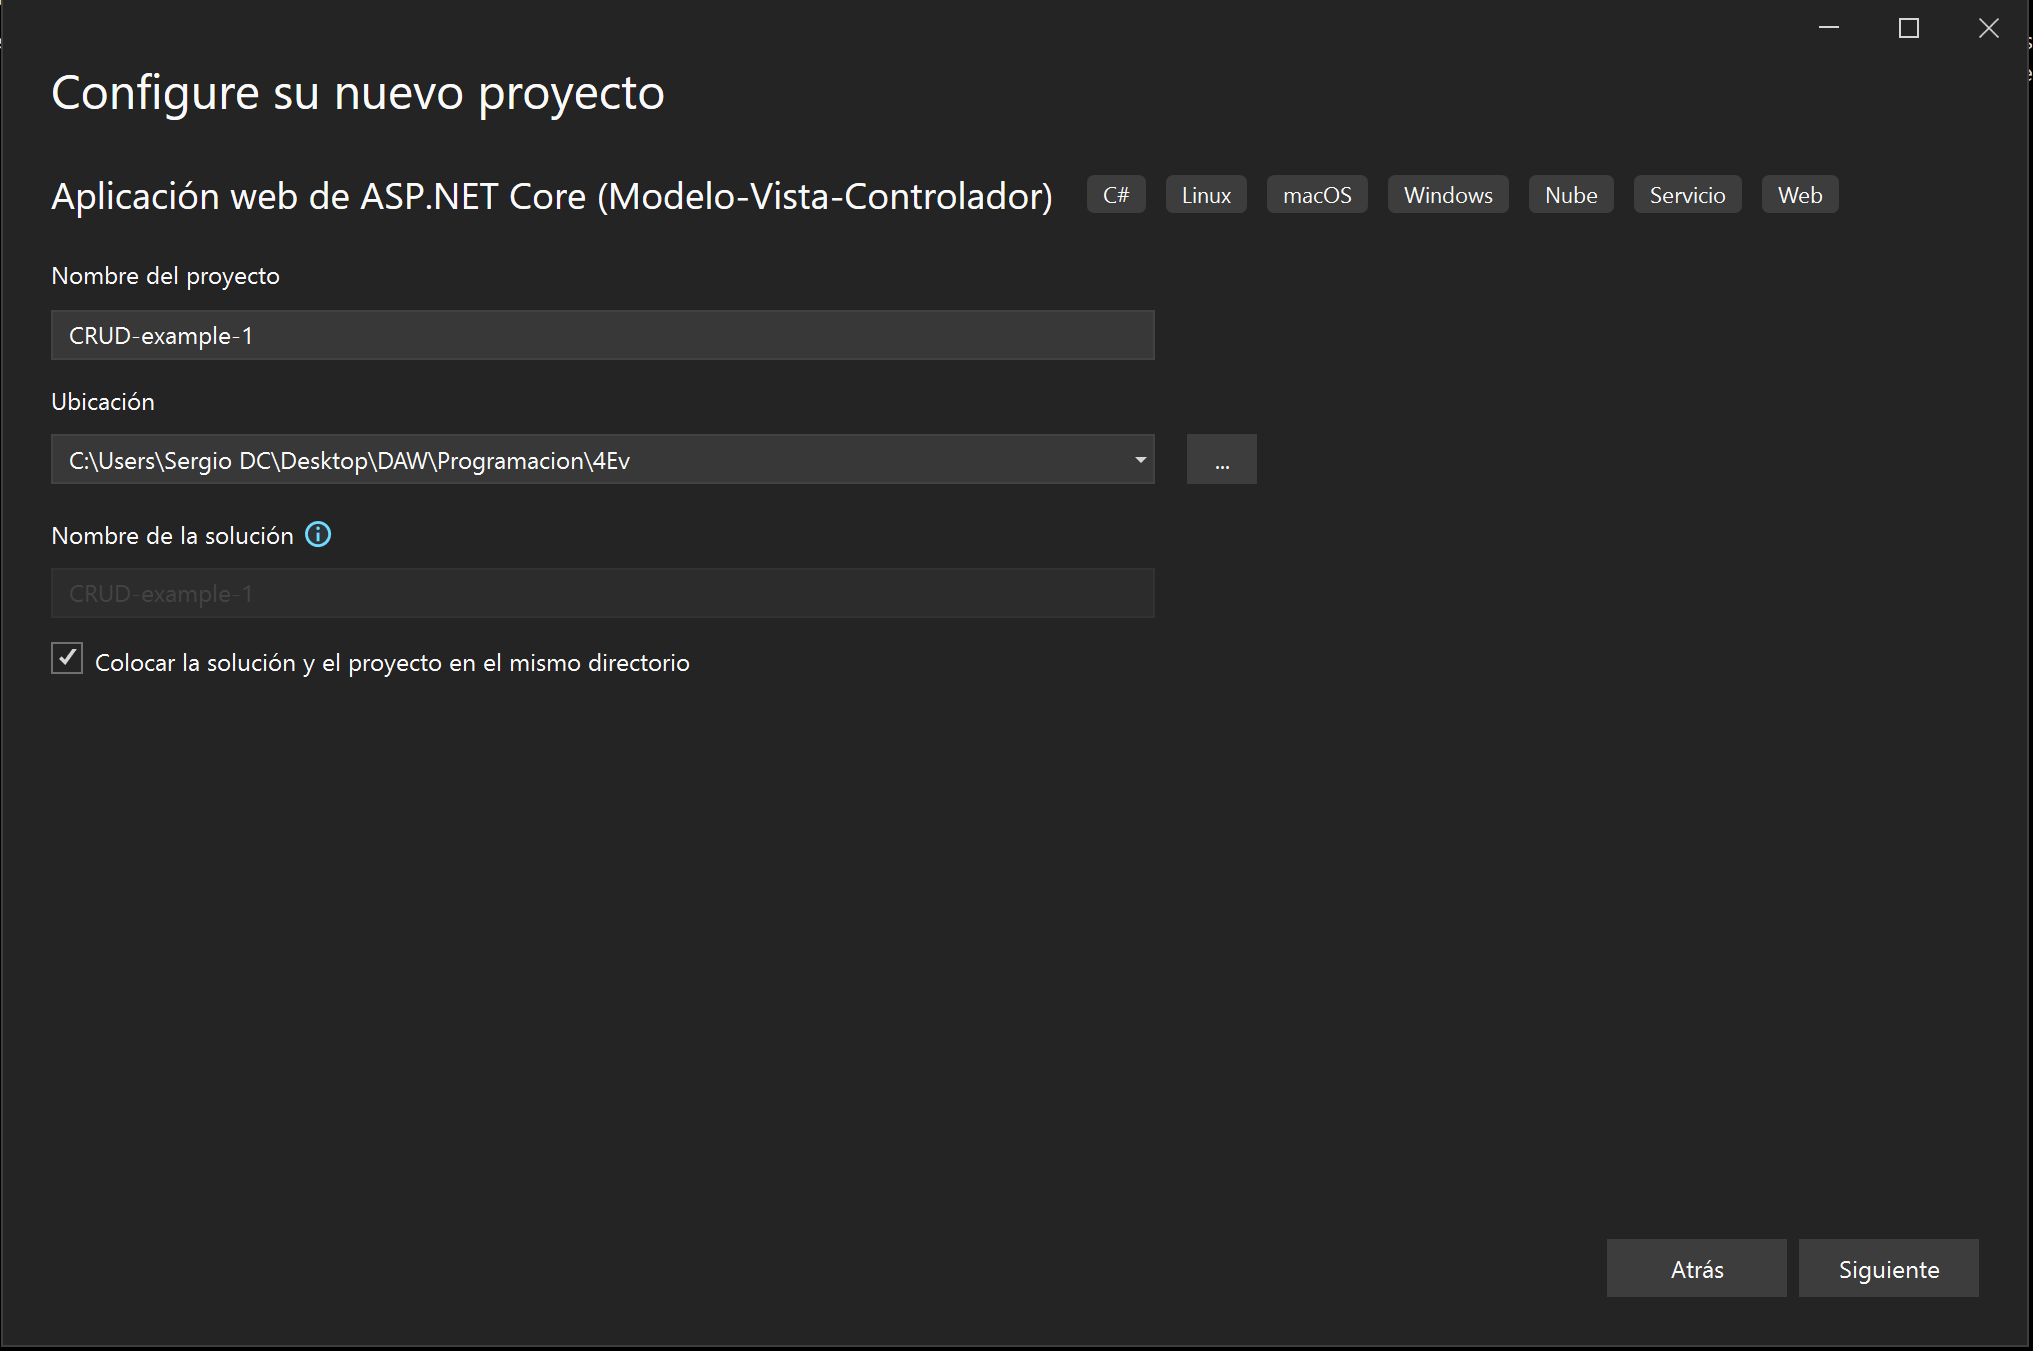 Configure su nuevo proyecto
Aplicación web de ASP.NET Core (Modelo-Vista-Controlador) C# Linux macOS Windows Nube Servicio Web
Nombre del proyecto
CRUD-example-1
Ubicación
C:\Users\Sergio DC\Desktop\DAW\Programacion\4Ev
...
Nombre de la solución
CRUD-example-1
Colocar la solución y el proyecto en el mismo directorio
Atrás Siguiente